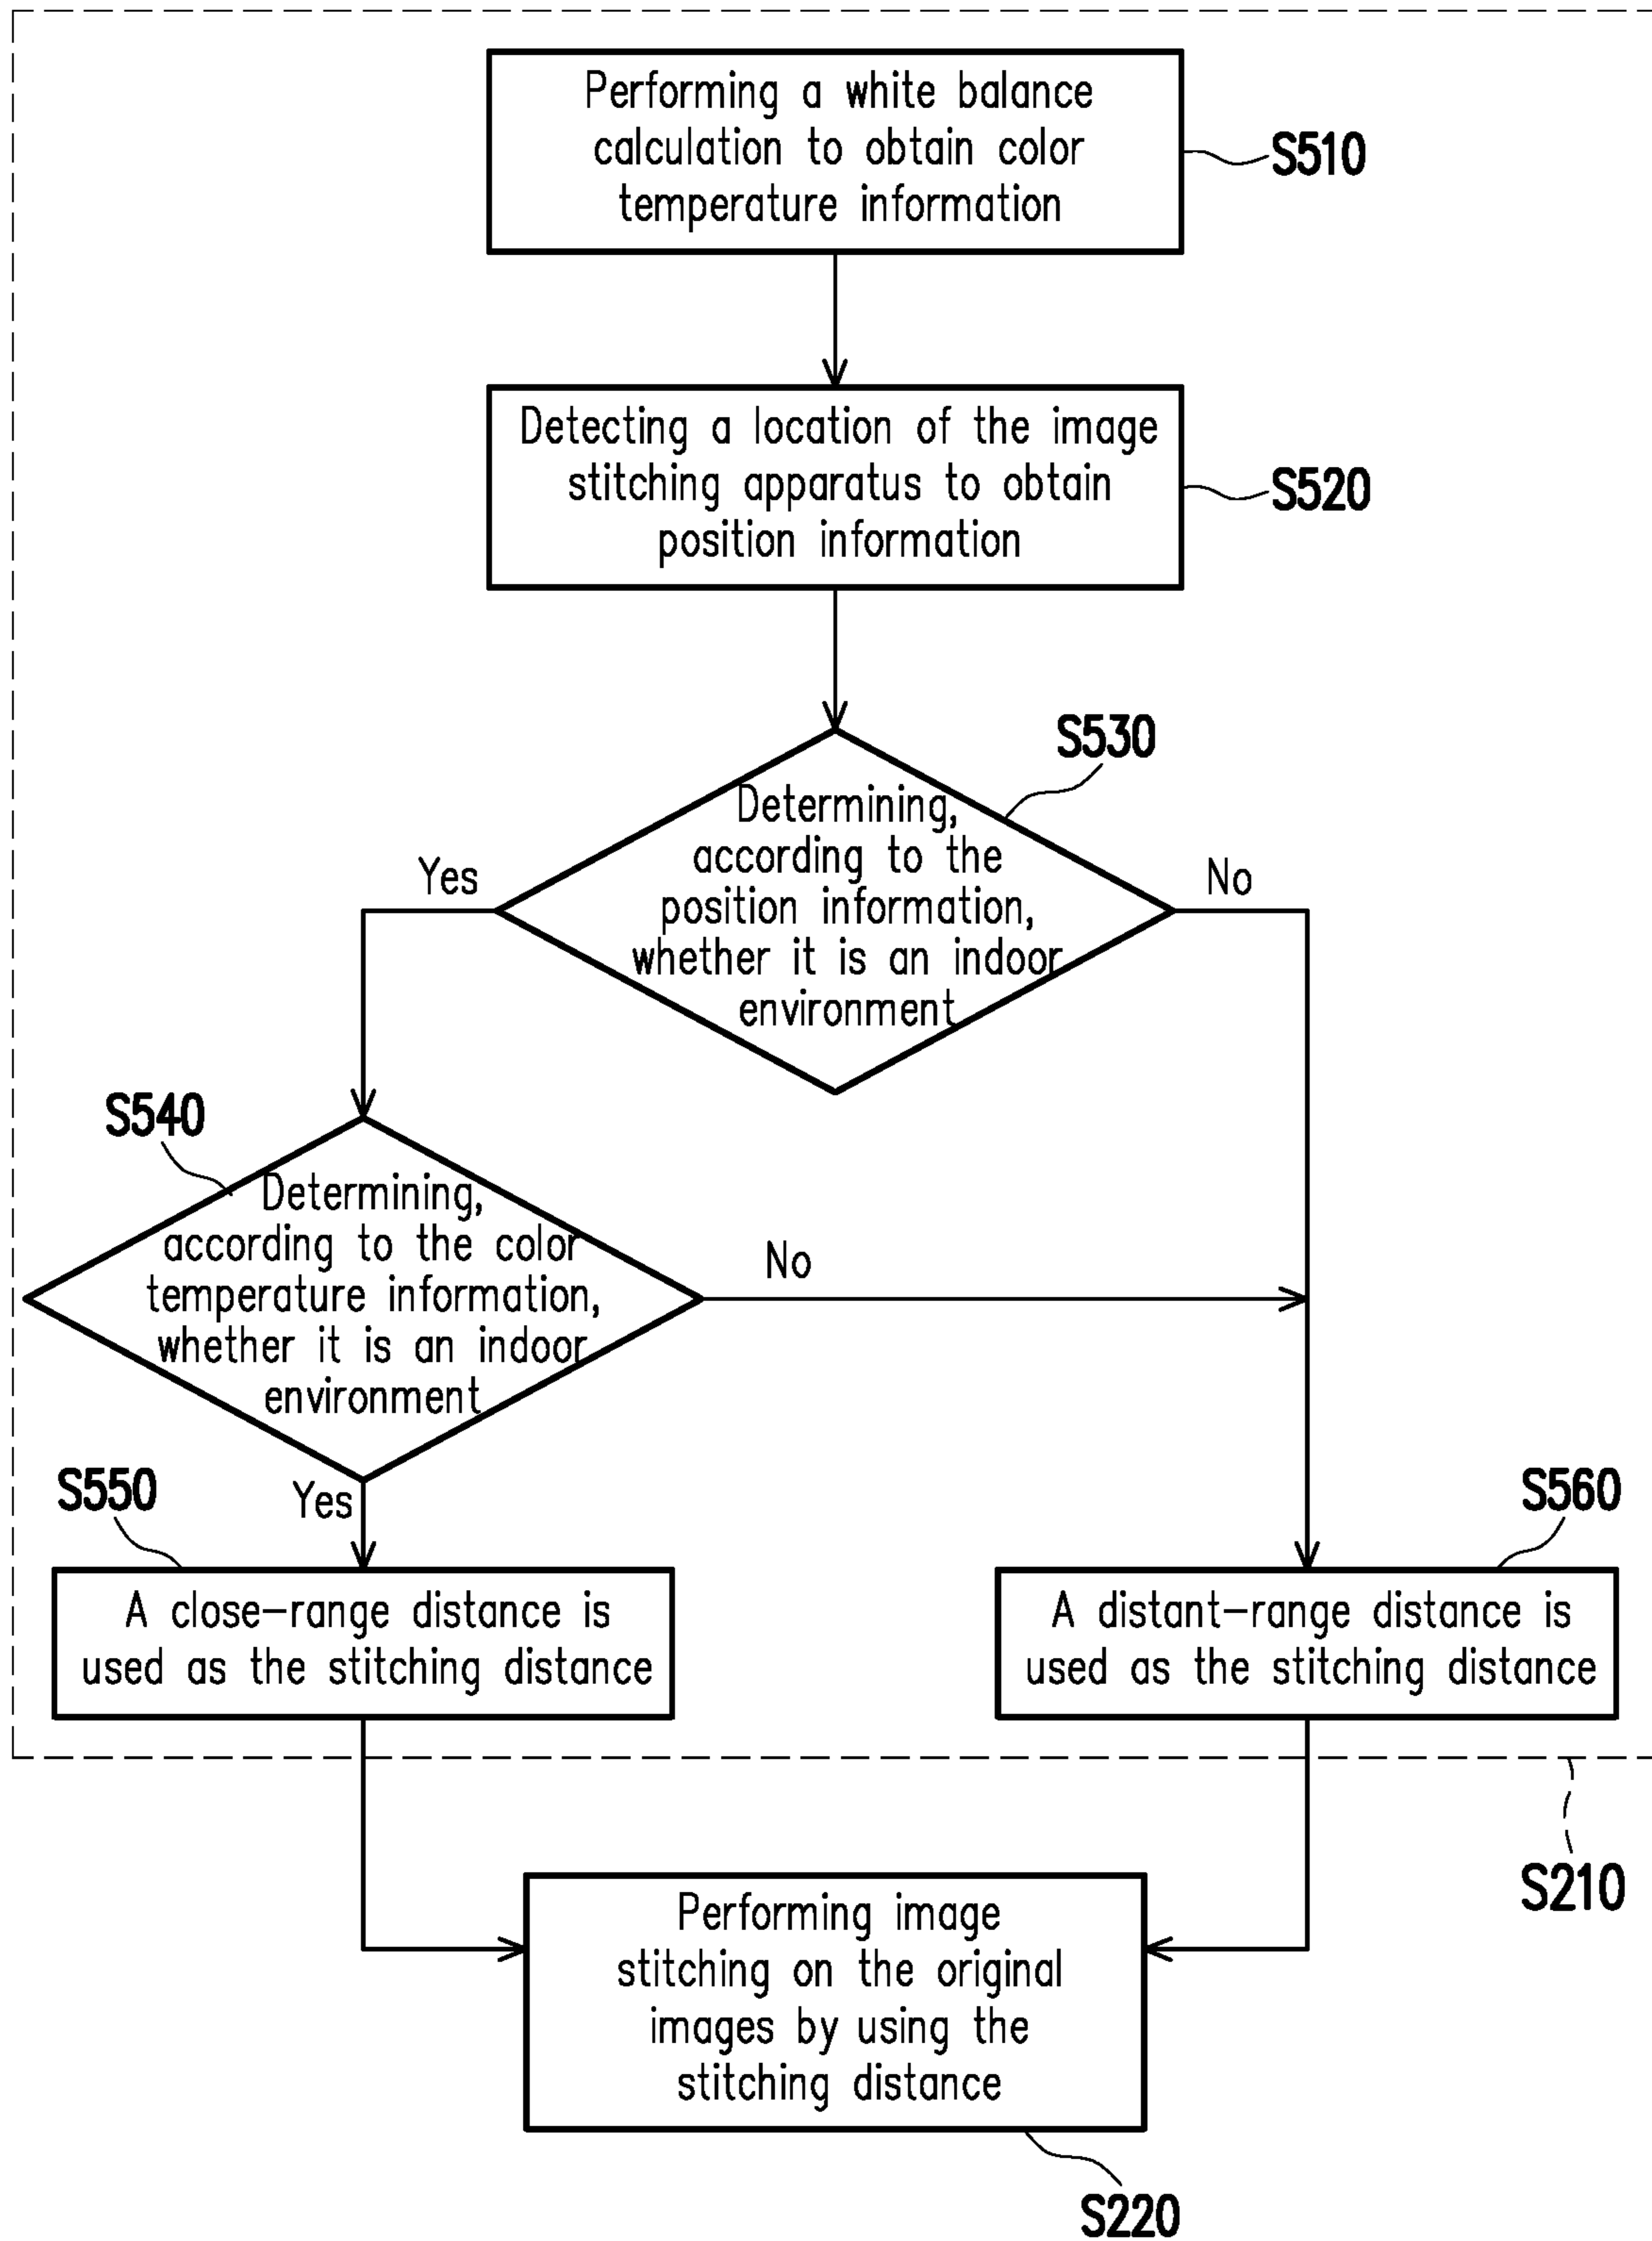 Performing a white balance
calculation to obtain color
temperature information
S510
Detecting a location of the image
stitching apparatus to obtain
position information
S520
S530
Determining,
according to the
position information,
whether it is an indoor
environment
Yes
No
S540
Determining,
according to the color
temperature information,
whether it is an indoor
environment
No
Yes
S550
A close-range distance is
used as the stitching distance
S560
A distant-range distance is
used as the stitching distance
S210
Performing image
stitching on the original
images by using the
stitching distance
S220